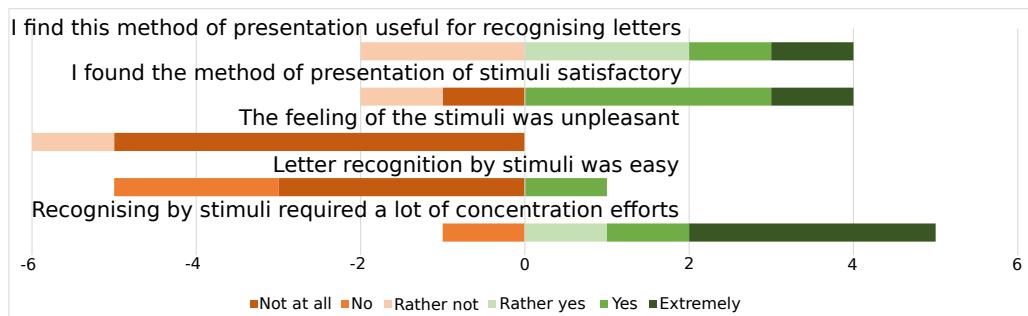 I find this method of presentation useful for recognising letters
I found the method of presentation of stimuli satisfactory
The feeling of the stimuli was unpleasant
Letter recognition by stimuli was easy
Recognising by stimuli required a lot of concentration efforts
-6 -4 -2 0 2 4 6
Not at all No Rather not Rather yes Yes Extremely